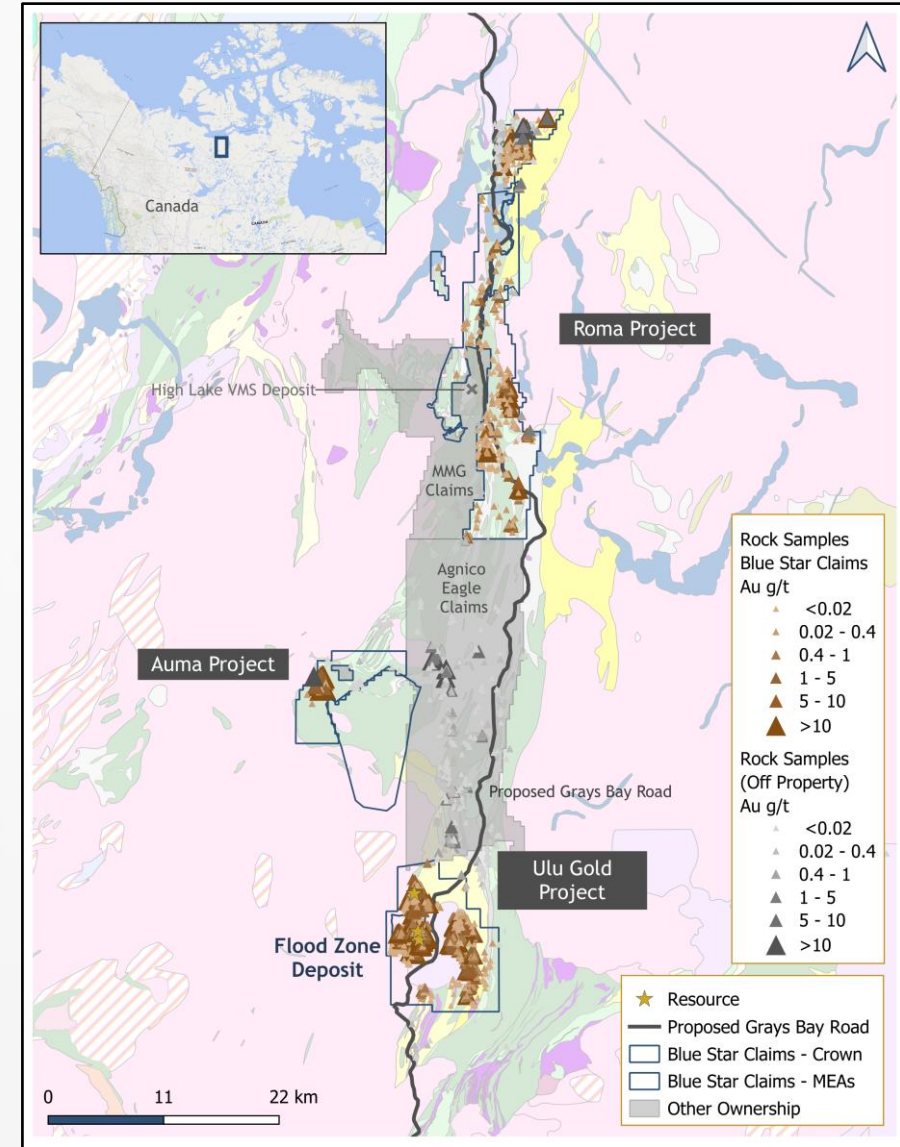 Canada
CANADA
Roma Project
High Lake VMS Deposit
MMG
Claims
Agnico
Eagle
Claims
Auma Project
Proposed Grays Bay Road
Ulu Gold
Project
Flood Zone
Deposit
Rock Samples
Blue Star Claims
Au g/t
<0.02
0.02 - 0.4
0.4 - 1
1 - 5
5 - 10
>10
Rock Samples
(Off Property)
Au g/t
<0.02
0.02 - 0.4
0.4 - 1
1 - 5
5 - 10
>10
Resource
Proposed Grays Bay Road
Blue Star Claims - Crown
Blue Star Claims - MEAs
Other Ownership
0 11 22 km